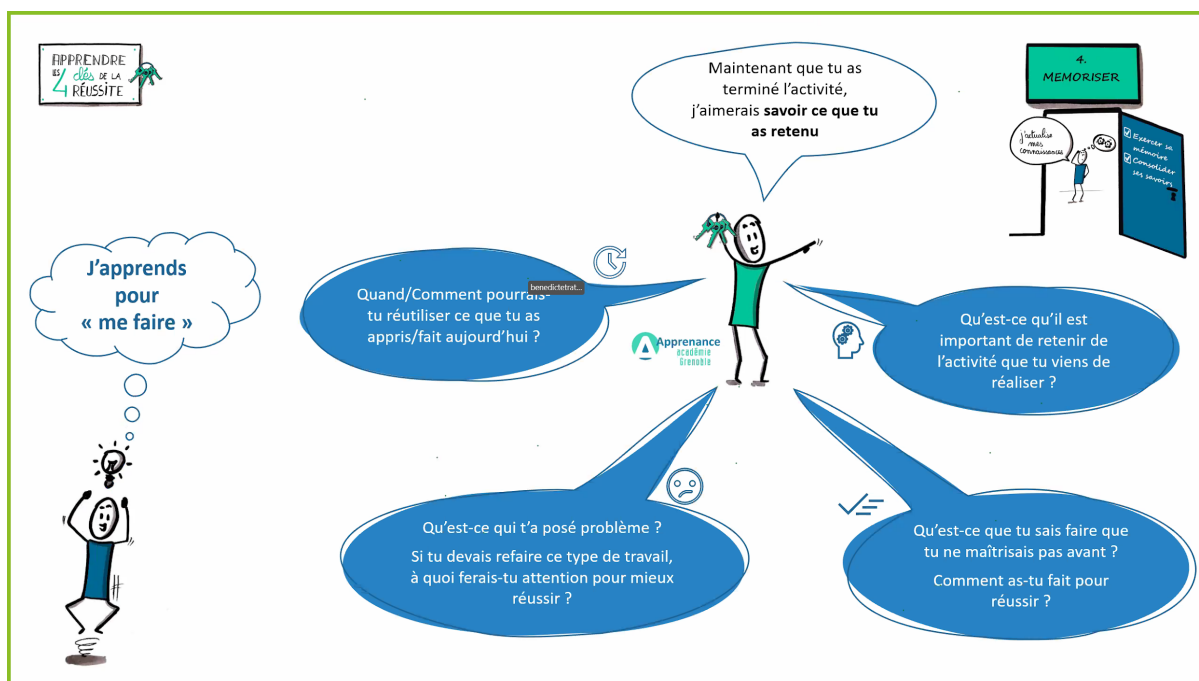 APPRENDRE
LES 4 clés DE LA
RÉUSSITE
Maintenant que tu as
terminé l'activité,
j'aimerais savoir ce que tu
as retenu
4.
MEMORISER
j'actualise
mes
connaissances
Exercer sa
mémoire
Consolider
ses savoirs
J'apprends
pour
« me faire »
Quand/Comment pourrais-
tu réutiliser ce que tu as
appris/fait aujourd'hui ?
benedictetrat...
Apprenance
académie
Grenoble
Qu'est-ce qu'il est
important de retenir de
l'activité que tu viens de
réaliser ?
Qu'est-ce qui t'a posé problème ?
Si tu devais refaire ce type de travail,
à quoi ferais-tu attention pour mieux
réussir ?
Qu'est-ce que tu sais faire que
tu ne maîtrisais pas avant ?
Comment as-tu fait pour
réussir ?